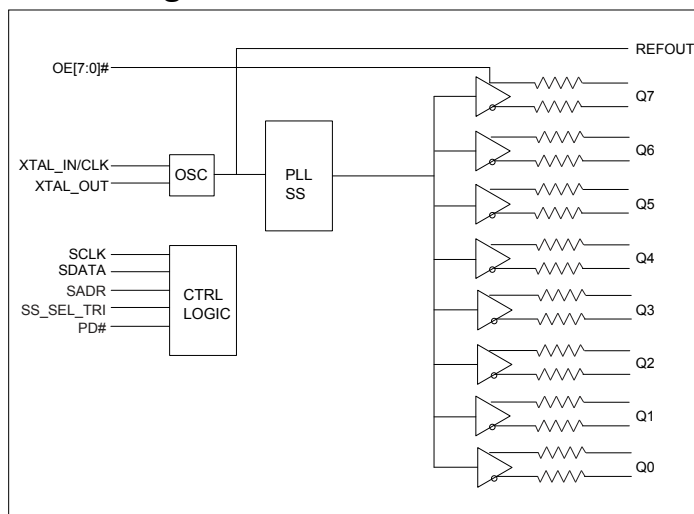 REFOUT
OE[7:0]#
Q7
Q6
XTAL_IN/CLK
XTAL_OUT
OSC
PLL
SS
Q5
Q4
SCLK
SDATA
SADR
SS_SEL_TRI
PD#
CTRL
LOGIC
Q3
Q2
Q1
Q0